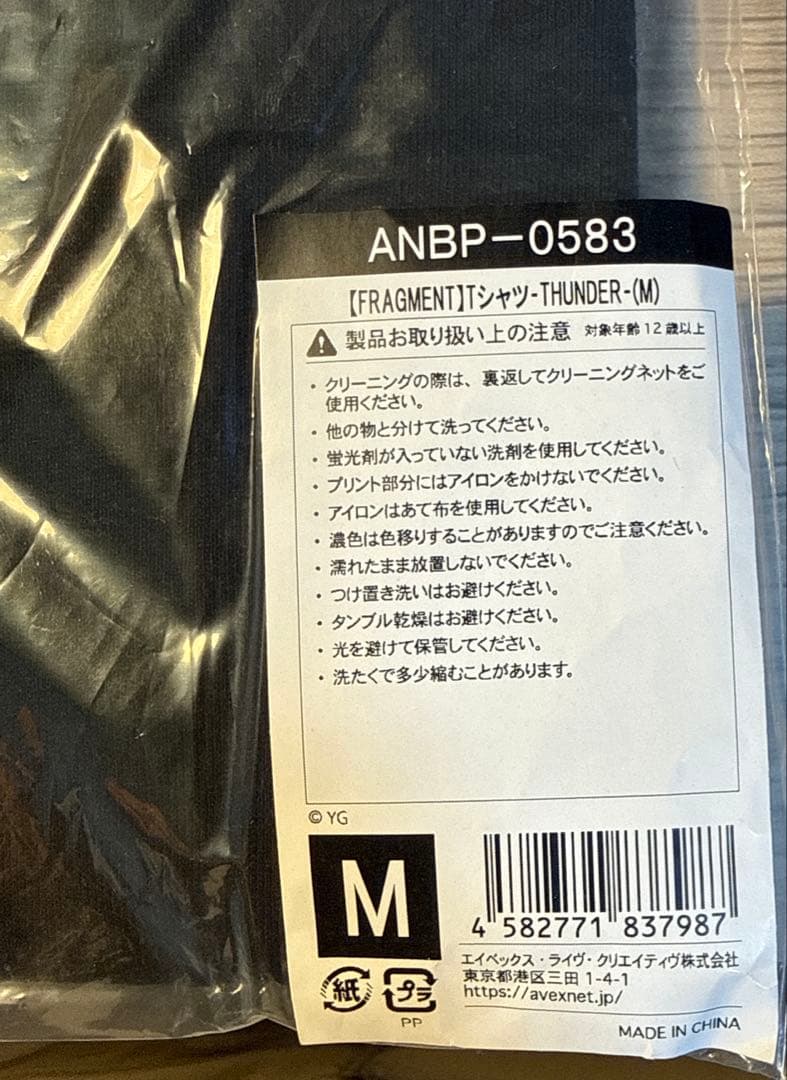 ANBP-0583
【FRAGMENT】Tシャツ-THUNDER-(M)
製品お取り扱い上の注意 対象年齢12歳以上
・クリーニングの際は、裏返してクリーニングネットをご
使用ください。
・他の物と分けて洗ってください。
・蛍光剤が入っていない洗剤を使用してください。
・プリント部分にはアイロンをかけないでください。
・アイロンはあて布を使用してください。
・濃色は色移りすることがありますのでご注意ください。
・濡れたまま放置しないでください。
・つけ置き洗いはお避けください。
・タンブル乾燥はお避けください。
・光を避けて保管してください。
・洗たくで多少縮むことがあります。
© YG
M
4 582771 837987
エイベックス・ライヴ・クリエイティヴ株式会社
東京都港区三田 1-4-1
https://avexnet.jp/
紙
プラ
PP
MADE IN CHINA